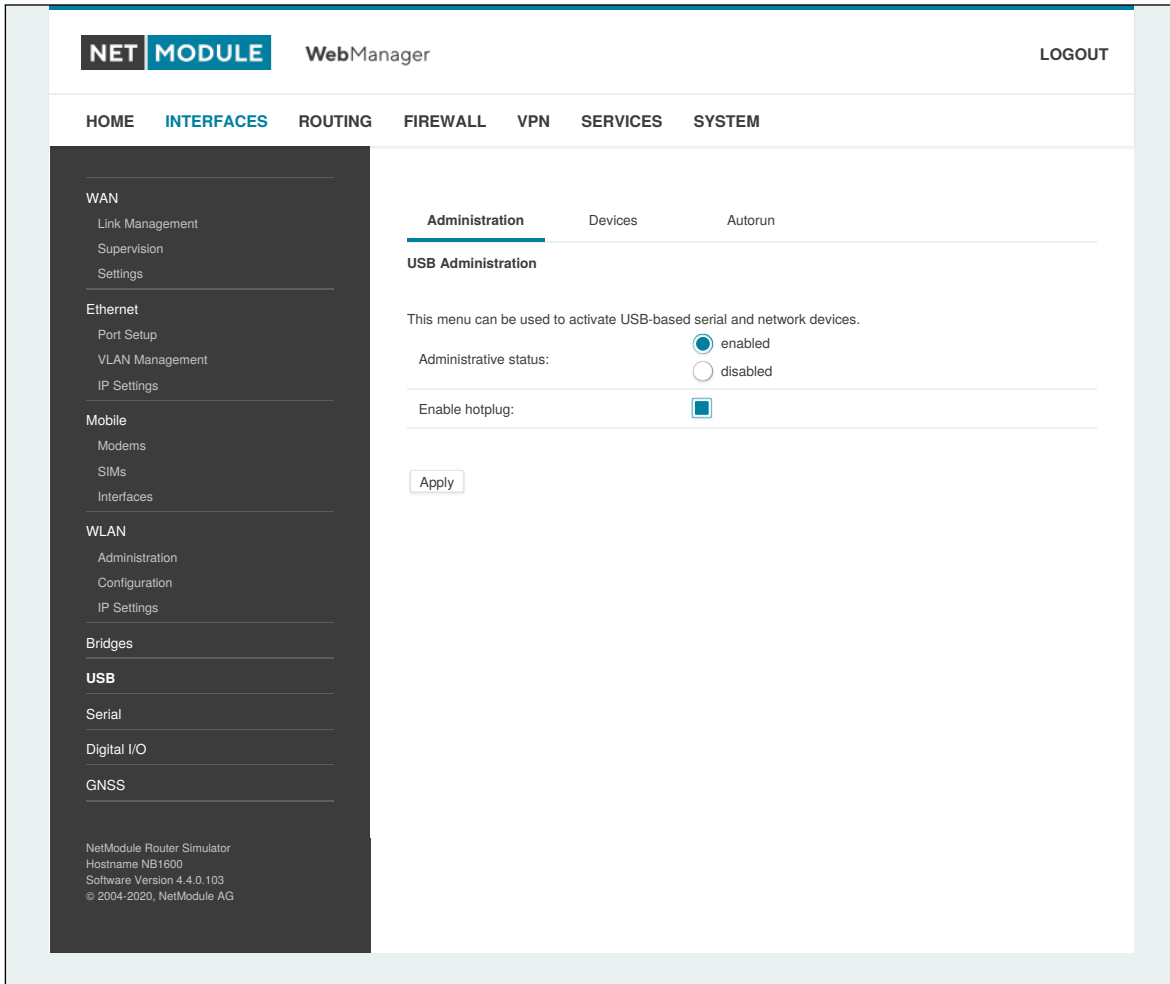 NET MODULE WebManager LOGOUT
HOME INTERFACES ROUTING FIREWALL VPN SERVICES SYSTEM
WAN
Link Management
Supervision
Settings
Ethernet
Port Setup
VLAN Management
IP Settings
Mobile
Modems
SIMs
Interfaces
WLAN
Administration
Configuration
IP Settings
Bridges
USB
Serial
Digital I/O
GNSS
NetModule Router Simulator
Hostname NB1600
Software Version 4.4.0.103
© 2004-2020, NetModule AG
Administration Devices Autorun
USB Administration
This menu can be used to activate USB-based serial and network devices.
Administrative status:
enabled
disabled
Enable hotplug:
Apply